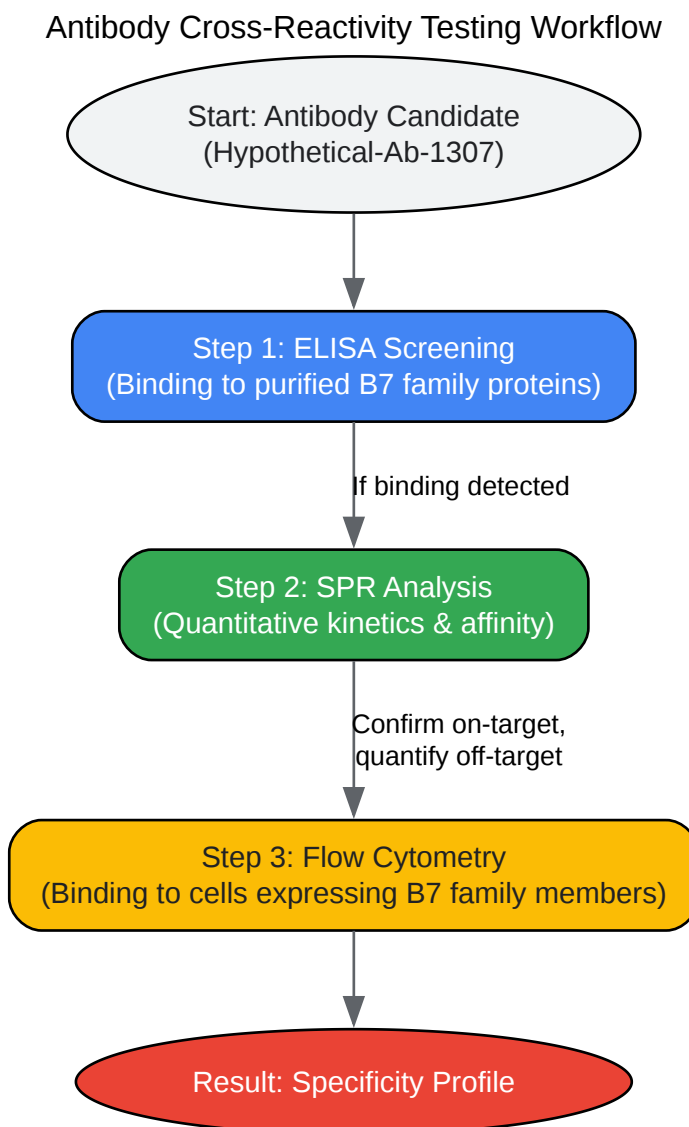 Antibody Cross-Reactivity Testing Workflow
Start: Antibody Candidate
(Hypothetical-Ab-1307)
Step 1: ELISA Screening
(Binding to purified B7 family proteins)
If binding detected
Step 2: SPR Analysis
(Quantitative kinetics & affinity)
Confirm on-target,
quantify off-target
Step 3: Flow Cytometry
(Binding to cells expressing B7 family members)
Result: Specificity Profile